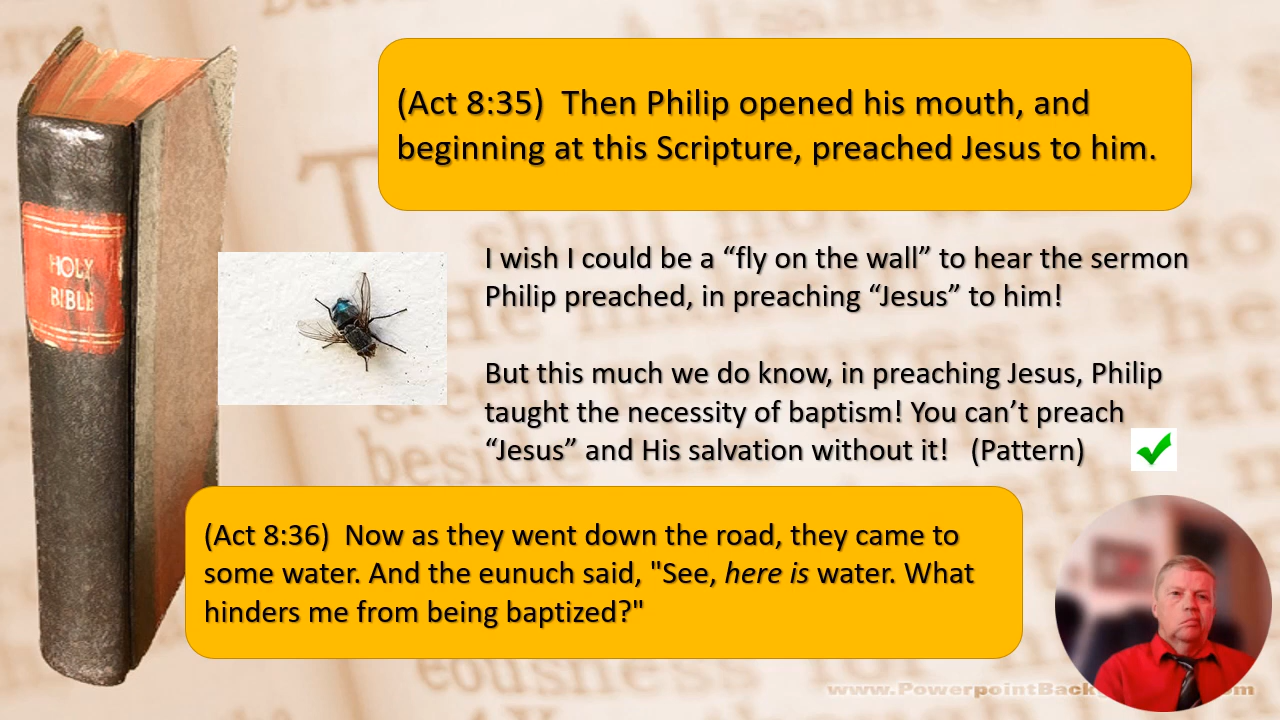 HOLY
BIBLE
(Act 8:35)  Then Philip opened his mouth, and
beginning at this Scripture, preached Jesus to him.
I wish I could be a “fly on the wall” to hear the sermon
Philip preached, in preaching “Jesus” to him!
But this much we do know, in preaching Jesus, Philip
taught the necessity of baptism! You can’t preach
“Jesus” and His salvation without it!   (Pattern)
(Act 8:36)  Now as they went down the road, they came to
some water. And the eunuch said, "See, here is water. What
hinders me from being baptized?"